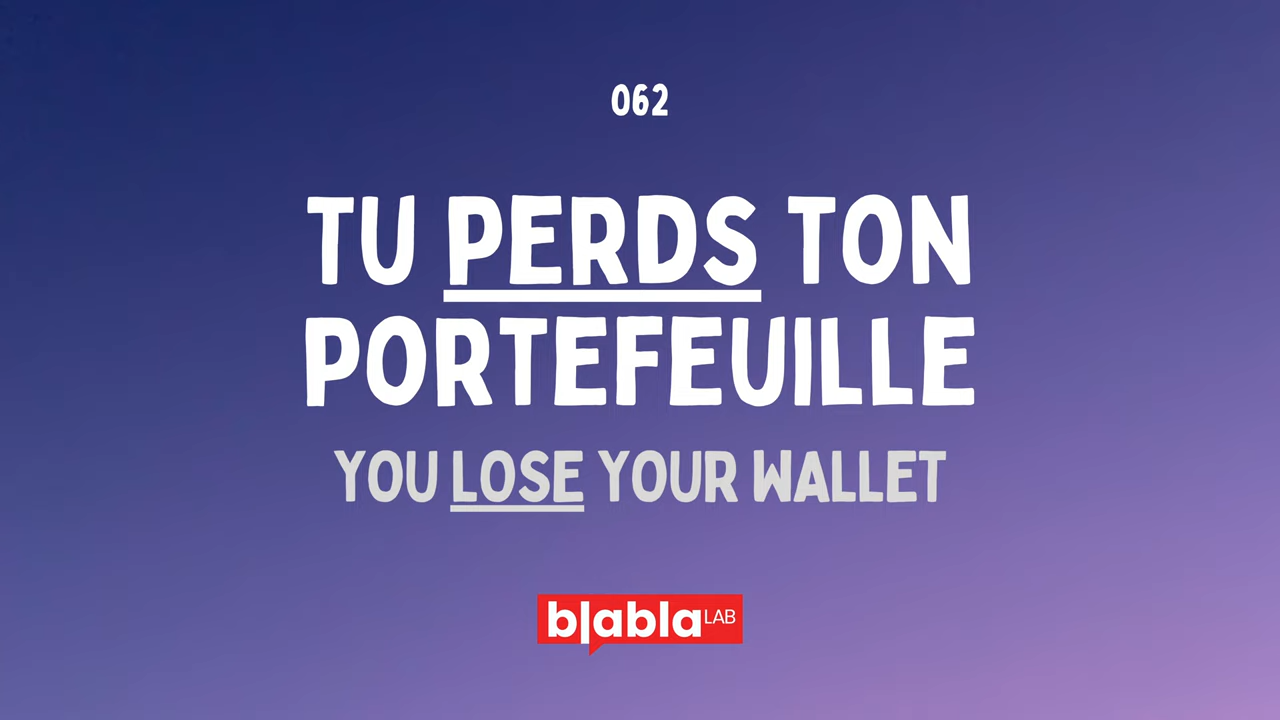 062
TU PERDS TON
PORTEFEUILLE
YOU LOSE YOUR WALLET
blabla LAB